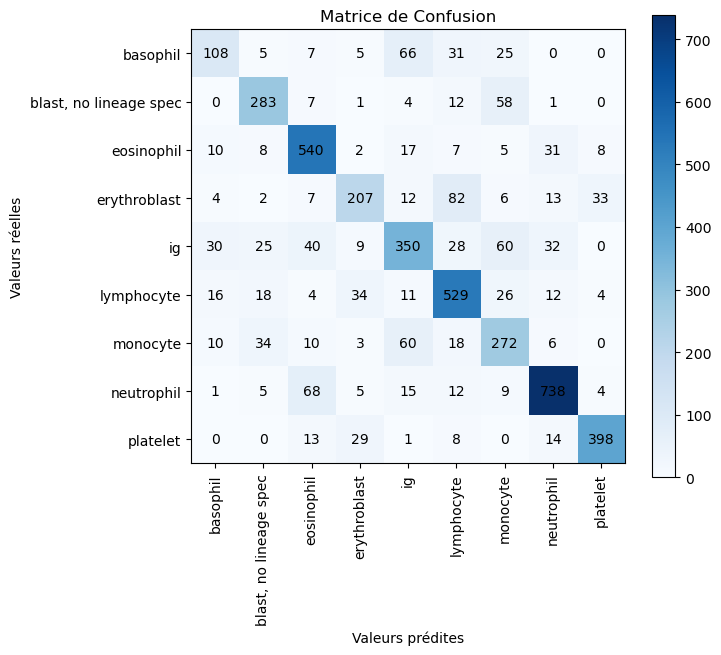 Matrice de Confusion
Valeurs réelles
basophil 108 5 7 5 66 31 25 0 0
blast, no lineage spec 0 283 7 1 4 12 58 1 0
eosinophil 10 8 540 2 17 7 5 31 8
erythroblast 4 2 7 207 12 82 6 13 33
ig 30 25 40 9 350 28 60 32 0
lymphocyte 16 18 4 34 11 529 26 12 4
monocyte 10 34 10 3 60 18 272 6 0
neutrophil 1 5 68 5 15 12 9 738 4
platelet 0 0 13 29 1 8 0 14 398
basophil
blast, no lineage spec
eosinophil
erythroblast
ig
lymphocyte
monocyte
neutrophil
platelet
Valeurs prédites
700
600
500
400
300
200
100
0